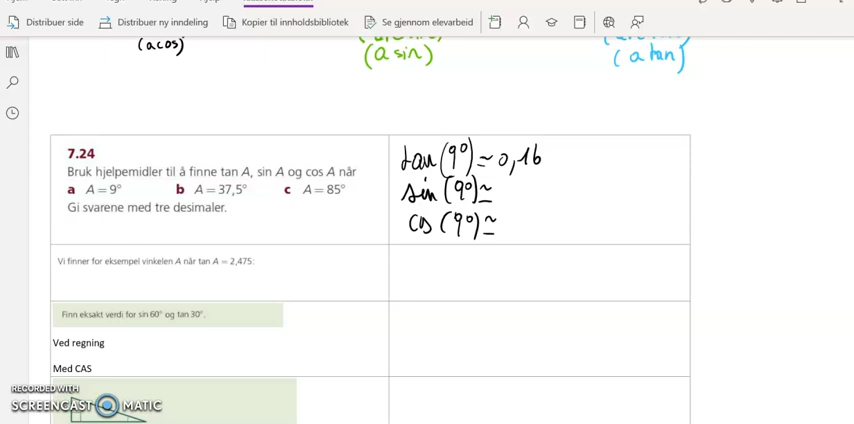 Distribuer side
Distribuer ny inndeling
Kopier til innholdsbibliotek
Se gjennom elevarbeid
(acos)
(a sin)
(a tan)
7.24
Bruk hjelpemidler til å finne tan A, sin A og cos A når
a A = 9° b A = 37,5° c A = 85°
Gi svarene med tre desimaler.
tan (9°) ≃ 0,16
sin (9°) ≃
cos (9°) ≃
Vi finner for eksempel vinkelen A når tan A = 2,475:
Finn eksakt verdi for sin 60° og tan 30°.
Ved regning
Med CAS
RECORDED WITH
SCREENCAST MATIC